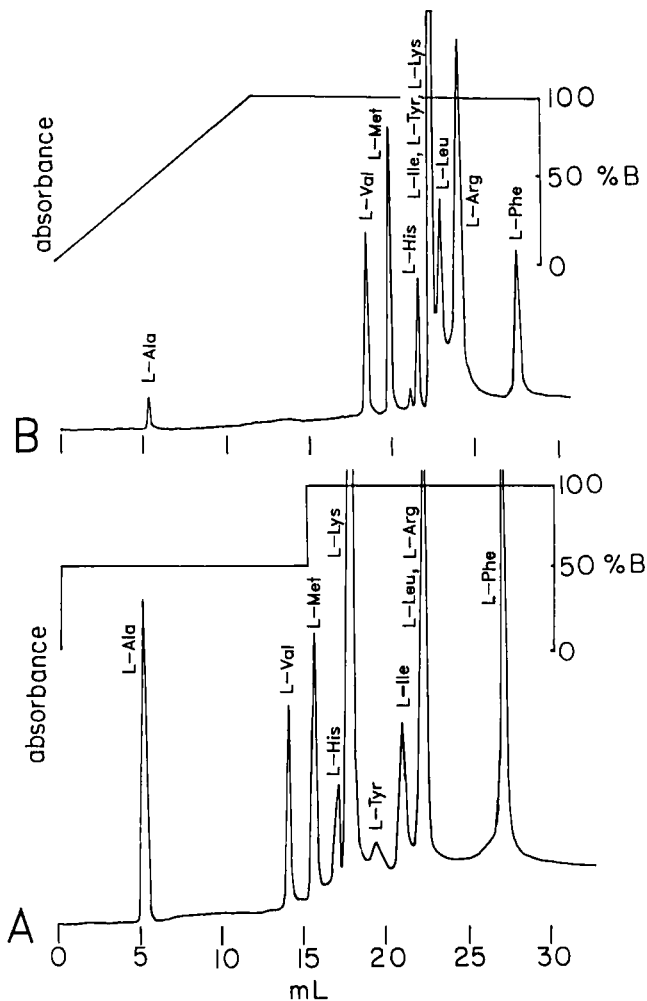 absorbance
L-Ala
L-Val
L-Met
L-His
L-Ile, L-Tyr, L-Lys
L-Leu
L-Arg
L-Phe
100
50 %B
0
B
absorbance
L-Ala
L-Val
L-Met
L-His
L-Lys
L-Tyr
L-Ile
L-Leu, L-Arg
L-Phe
100
50 %B
0
A
0 5 10 15 20 25 30
mL